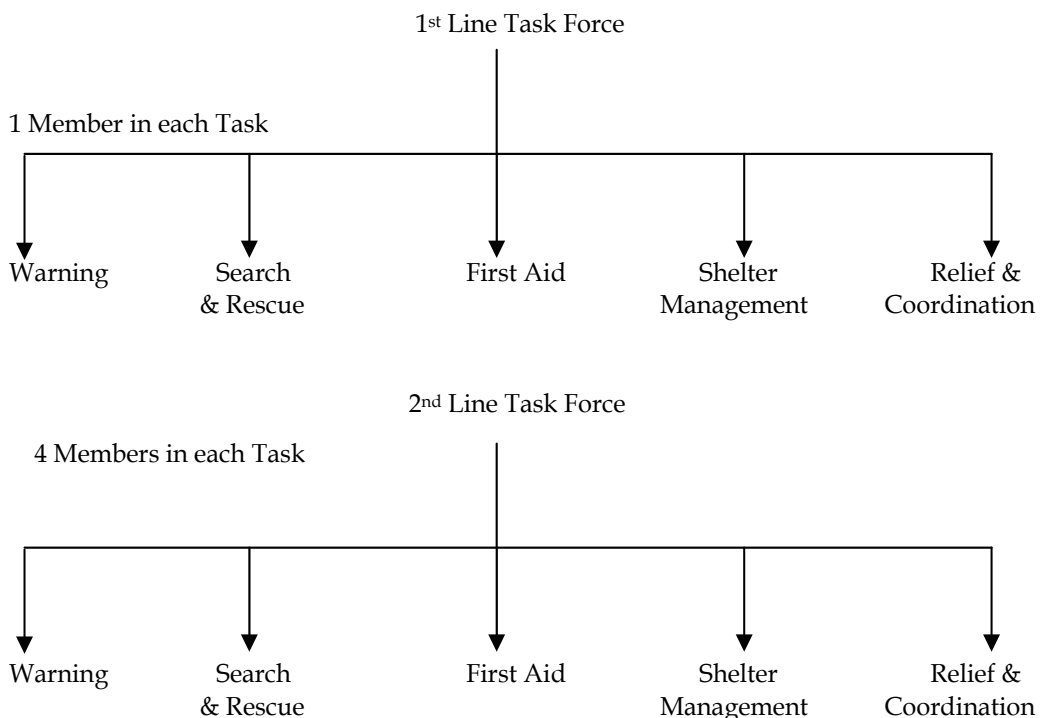 1st Line Task Force
1 Member in each Task
Warning
Search
& Rescue
First Aid
Shelter
Management
Relief &
Coordination
2nd Line Task Force
4 Members in each Task
Warning
Search
& Rescue
First Aid
Shelter
Management
Relief &
Coordination